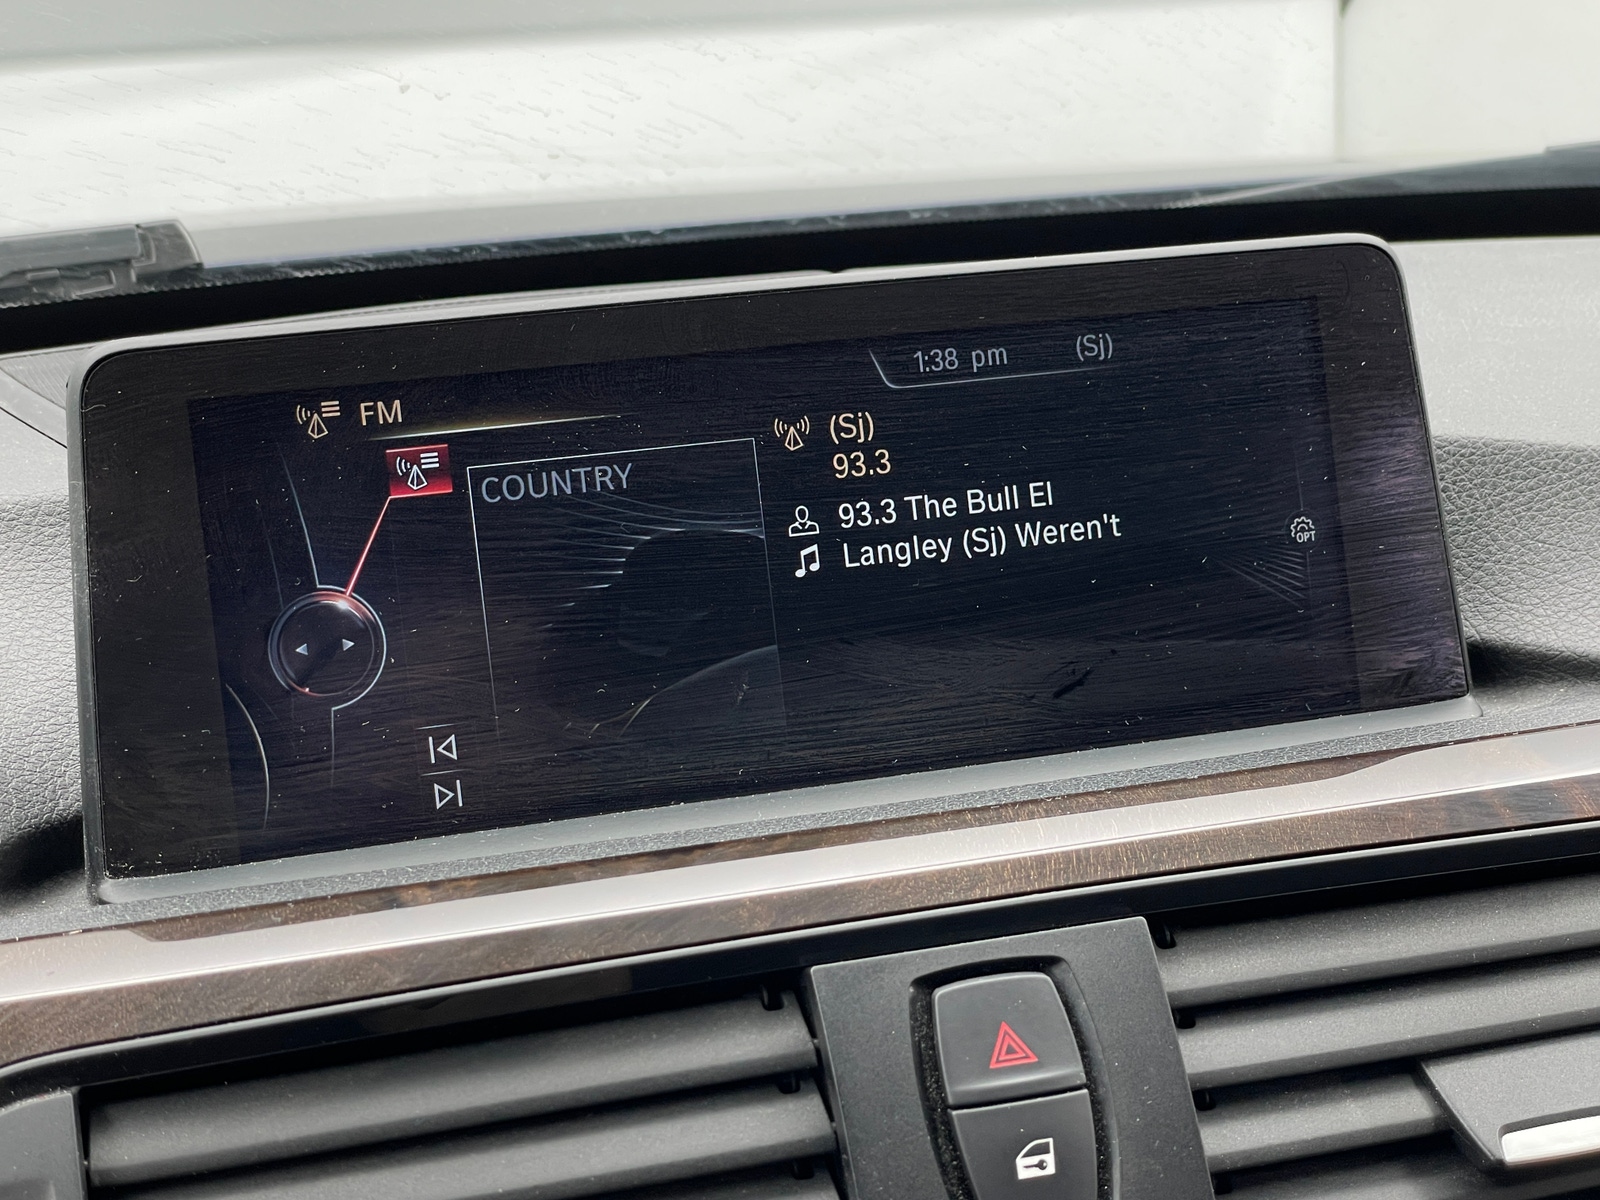 1:38 pm (Sj)
FM
COUNTRY
(Sj)
93.3
93.3 The Bull El
Langley (Sj) Weren't
OPT